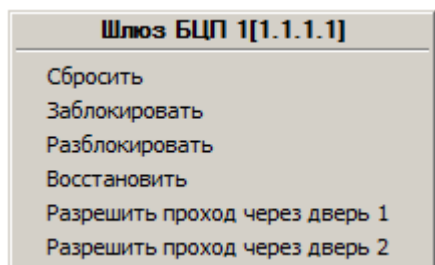 Шлюз БЦП 1[1.1.1.1]
Сбросить
Заблокировать
Разблокировать
Восстановить
Разрешить проход через дверь 1
Разрешить проход через дверь 2